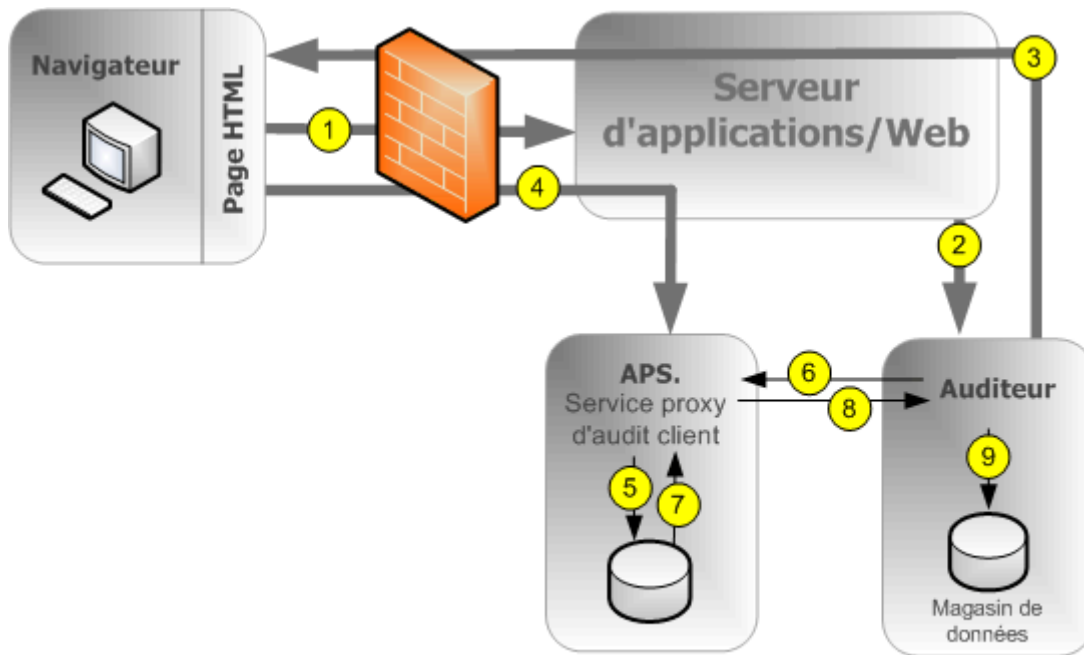 Navigateur
Page HTML
Serveur
d'applications/Web
1
2
3
4
APS.
Service proxy
d'audit client
5
7
6
8
Auditeur
9
Magasin de
données